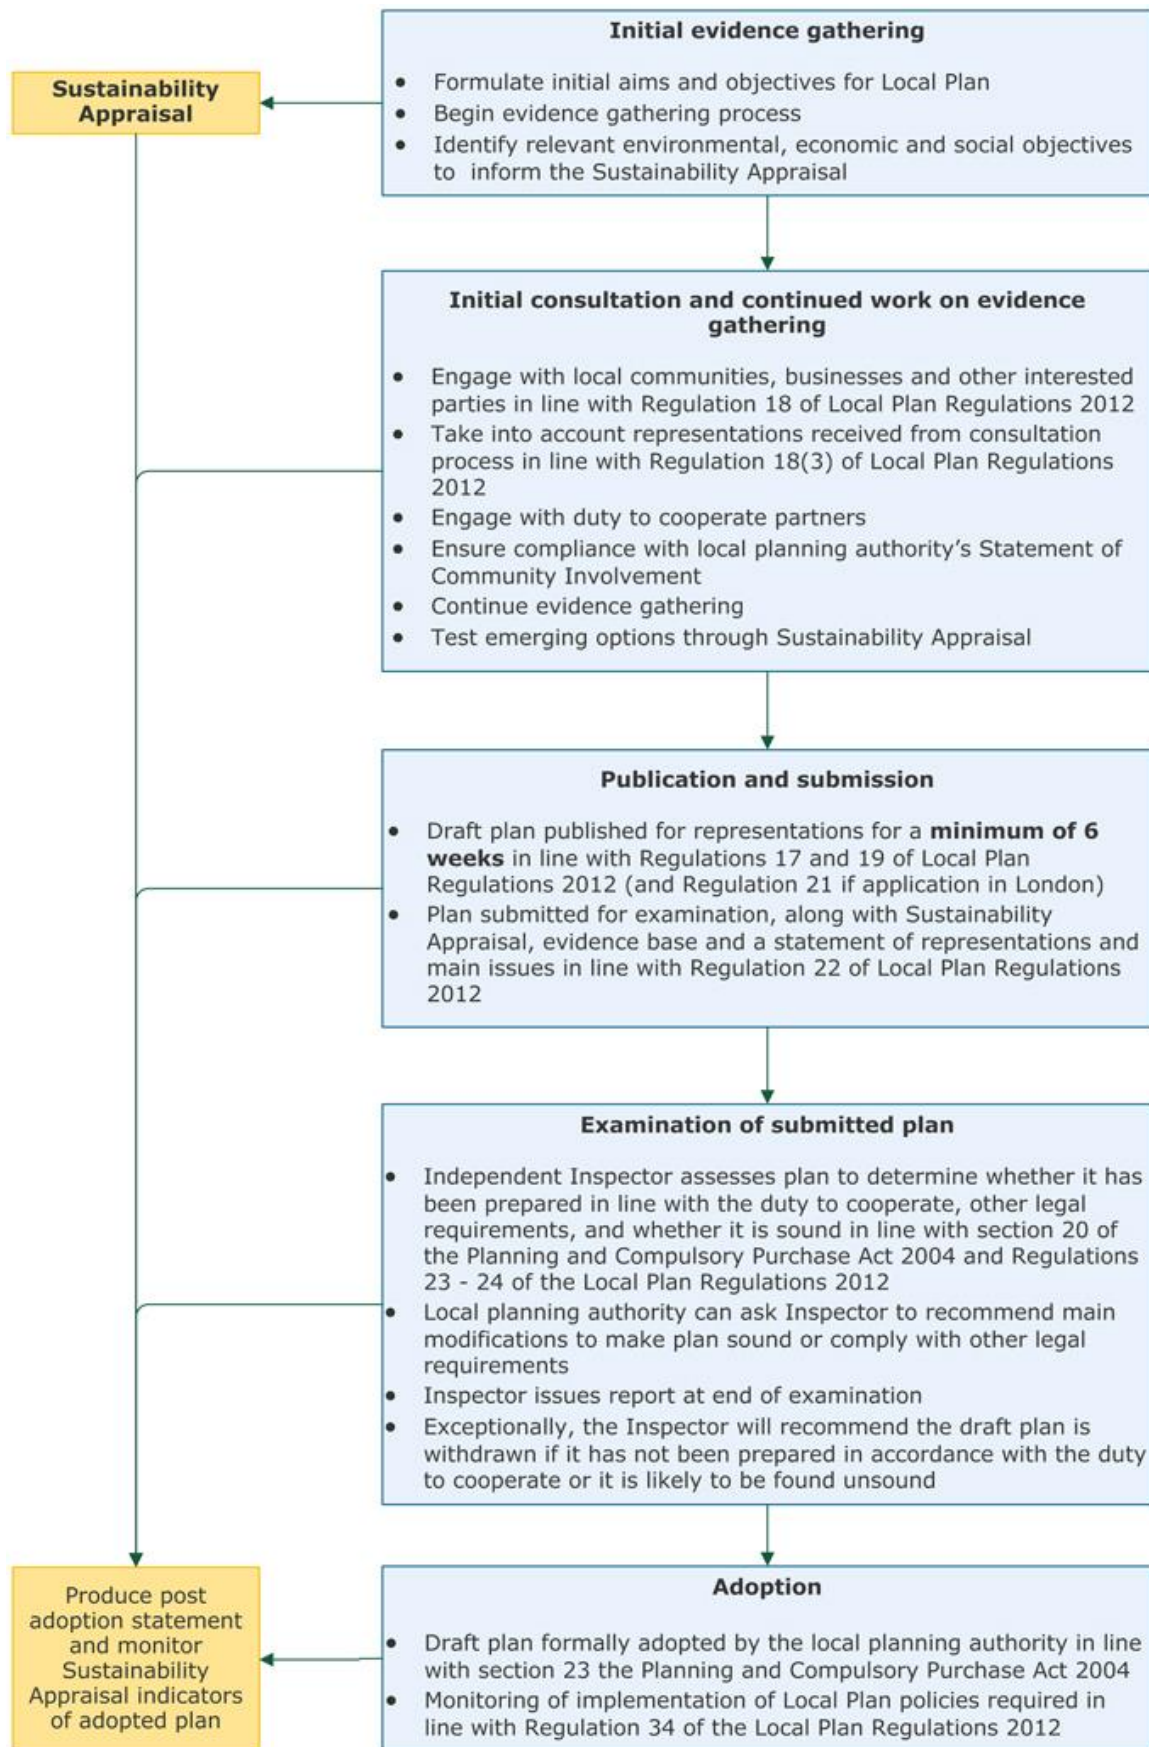 Initial evidence gathering
• Formulate initial aims and objectives for Local Plan
• Begin evidence gathering process
• Identify relevant environmental, economic and social objectives
to inform the Sustainability Appraisal
Sustainability
Appraisal
Initial consultation and continued work on evidence
gathering
• Engage with local communities, businesses and other interested
parties in line with Regulation 18 of Local Plan Regulations 2012
• Take into account representations received from consultation
process in line with Regulation 18(3) of Local Plan Regulations
2012
• Engage with duty to cooperate partners
• Ensure compliance with local planning authority’s Statement of
Community Involvement
• Continue evidence gathering
• Test emerging options through Sustainability Appraisal
Publication and submission
• Draft plan published for representations for a minimum of 6
weeks in line with Regulations 17 and 19 of Local Plan
Regulations 2012 (and Regulation 21 if application in London)
• Plan submitted for examination, along with Sustainability
Appraisal, evidence base and a statement of representations and
main issues in line with Regulation 22 of Local Plan Regulations
2012
Examination of submitted plan
• Independent Inspector assesses plan to determine whether it has
been prepared in line with the duty to cooperate, other legal
requirements, and whether it is sound in line with section 20 of
the Planning and Compulsory Purchase Act 2004 and Regulations
23 - 24 of the Local Plan Regulations 2012
• Local planning authority can ask Inspector to recommend main
modifications to make plan sound or comply with other legal
requirements
• Inspector issues report at end of examination
• Exceptionally, the Inspector will recommend the draft plan is
withdrawn if it has not been prepared in accordance with the duty
to cooperate or it is likely to be found unsound
Adoption
• Draft plan formally adopted by the local planning authority in line
with section 23 the Planning and Compulsory Purchase Act 2004
• Monitoring of implementation of Local Plan policies required in
line with Regulation 34 of the Local Plan Regulations 2012
Produce post
adoption statement
and monitor
Sustainability
Appraisal indicators
of adopted plan